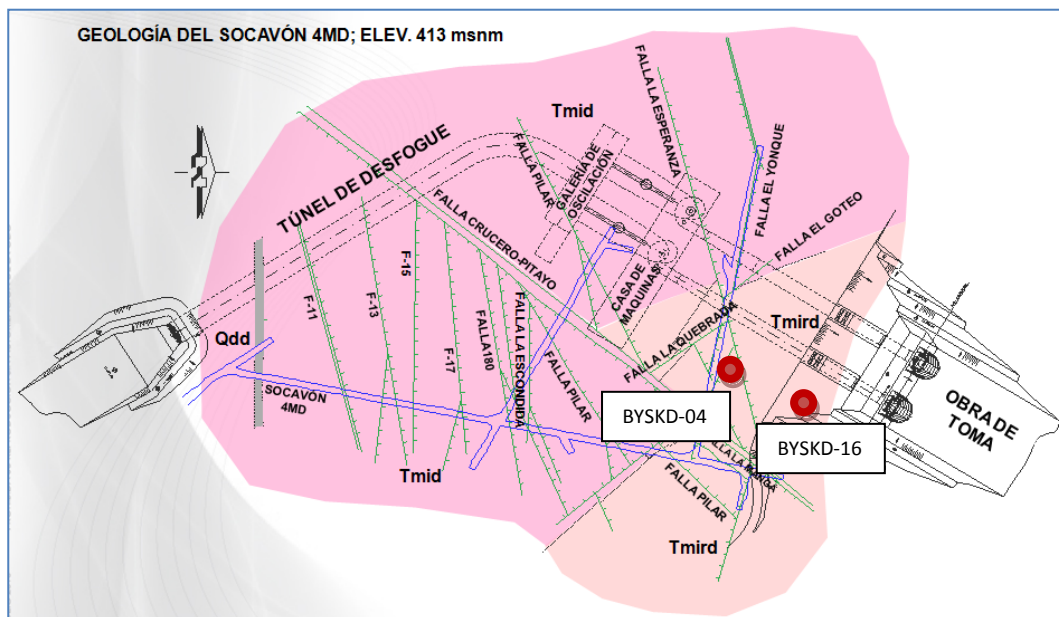 GEOLOGÍA DEL SOCAVÓN 4MD; ELEV. 413 msnm
Tmid
FALLA LA ESPERANZA
FALLA EL YONQUE
TÚNEL DE DESFOGUE
FALLA PILAR
GALERÍA DE
OSCILACIÓN
FALLA CRUCERO-PITAYO
FALLA EL GOTEO
F-15
F-11
F-13
CASA DE
MAQUINAS
FALLA LA ESCONDIDA
FALLA180
F-17
FALLA LA QUEBRADA
Tmird
Qdd
SOCAVÓN
4MD
FALLA PILAR
BYSKD-04
BYSKD-16
OBRA DE
TOMA
Tmid
FALLA PILAR
Tmird